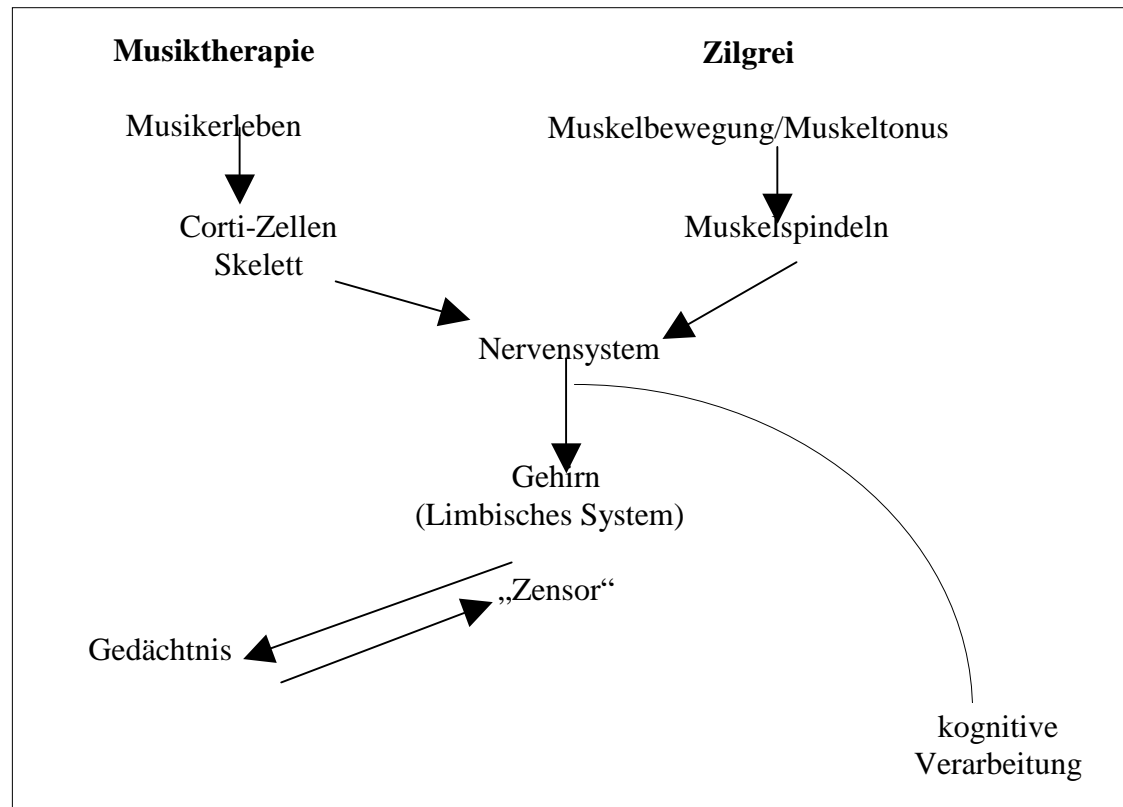 Musiktherapie
Zilgrei
Musikerleben
Muskelbewegung/Muskeltonus
Corti-Zellen
Skelett
Muskelspindeln
Nervensystem
Gehirn
(Limbisches System)
„Zensor“
Gedächtnis
kognitive
Verarbeitung